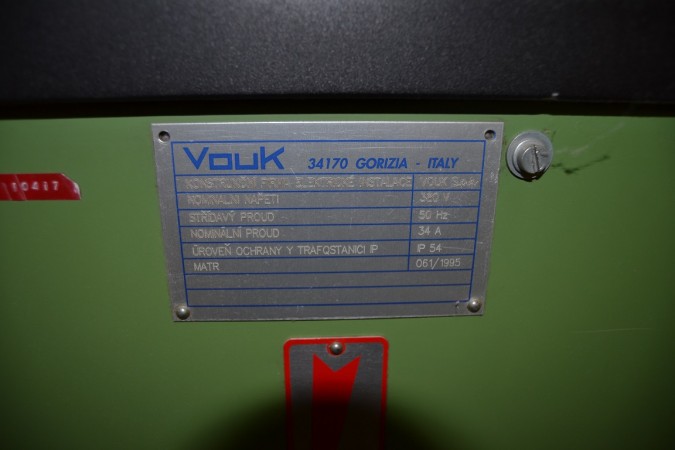 VOUK 34170 GORIZIA - ITALY
KONSTRUKČNÍ FIRMA ELEKTRICKÉ INSTALACE VOUK S.p.A.
NOMINÁLNÍ NAPĚTÍ 380 V
STŘÍDAVÝ PROUD 50 Hz
NOMINÁLNÍ PROUD 34 A
ÚROVEŇ OCHRANY Y TRAFOSTANICI IP IP 54
MATR 061/1995
10417